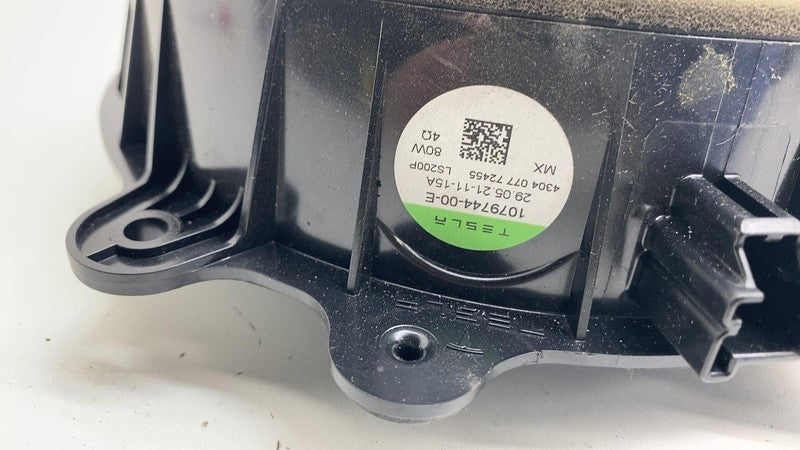 TESLA
1079744-00-E
29.05.21-11-15A
4304 077 72455 LS200P
MX 80W 4Ω
TESLA